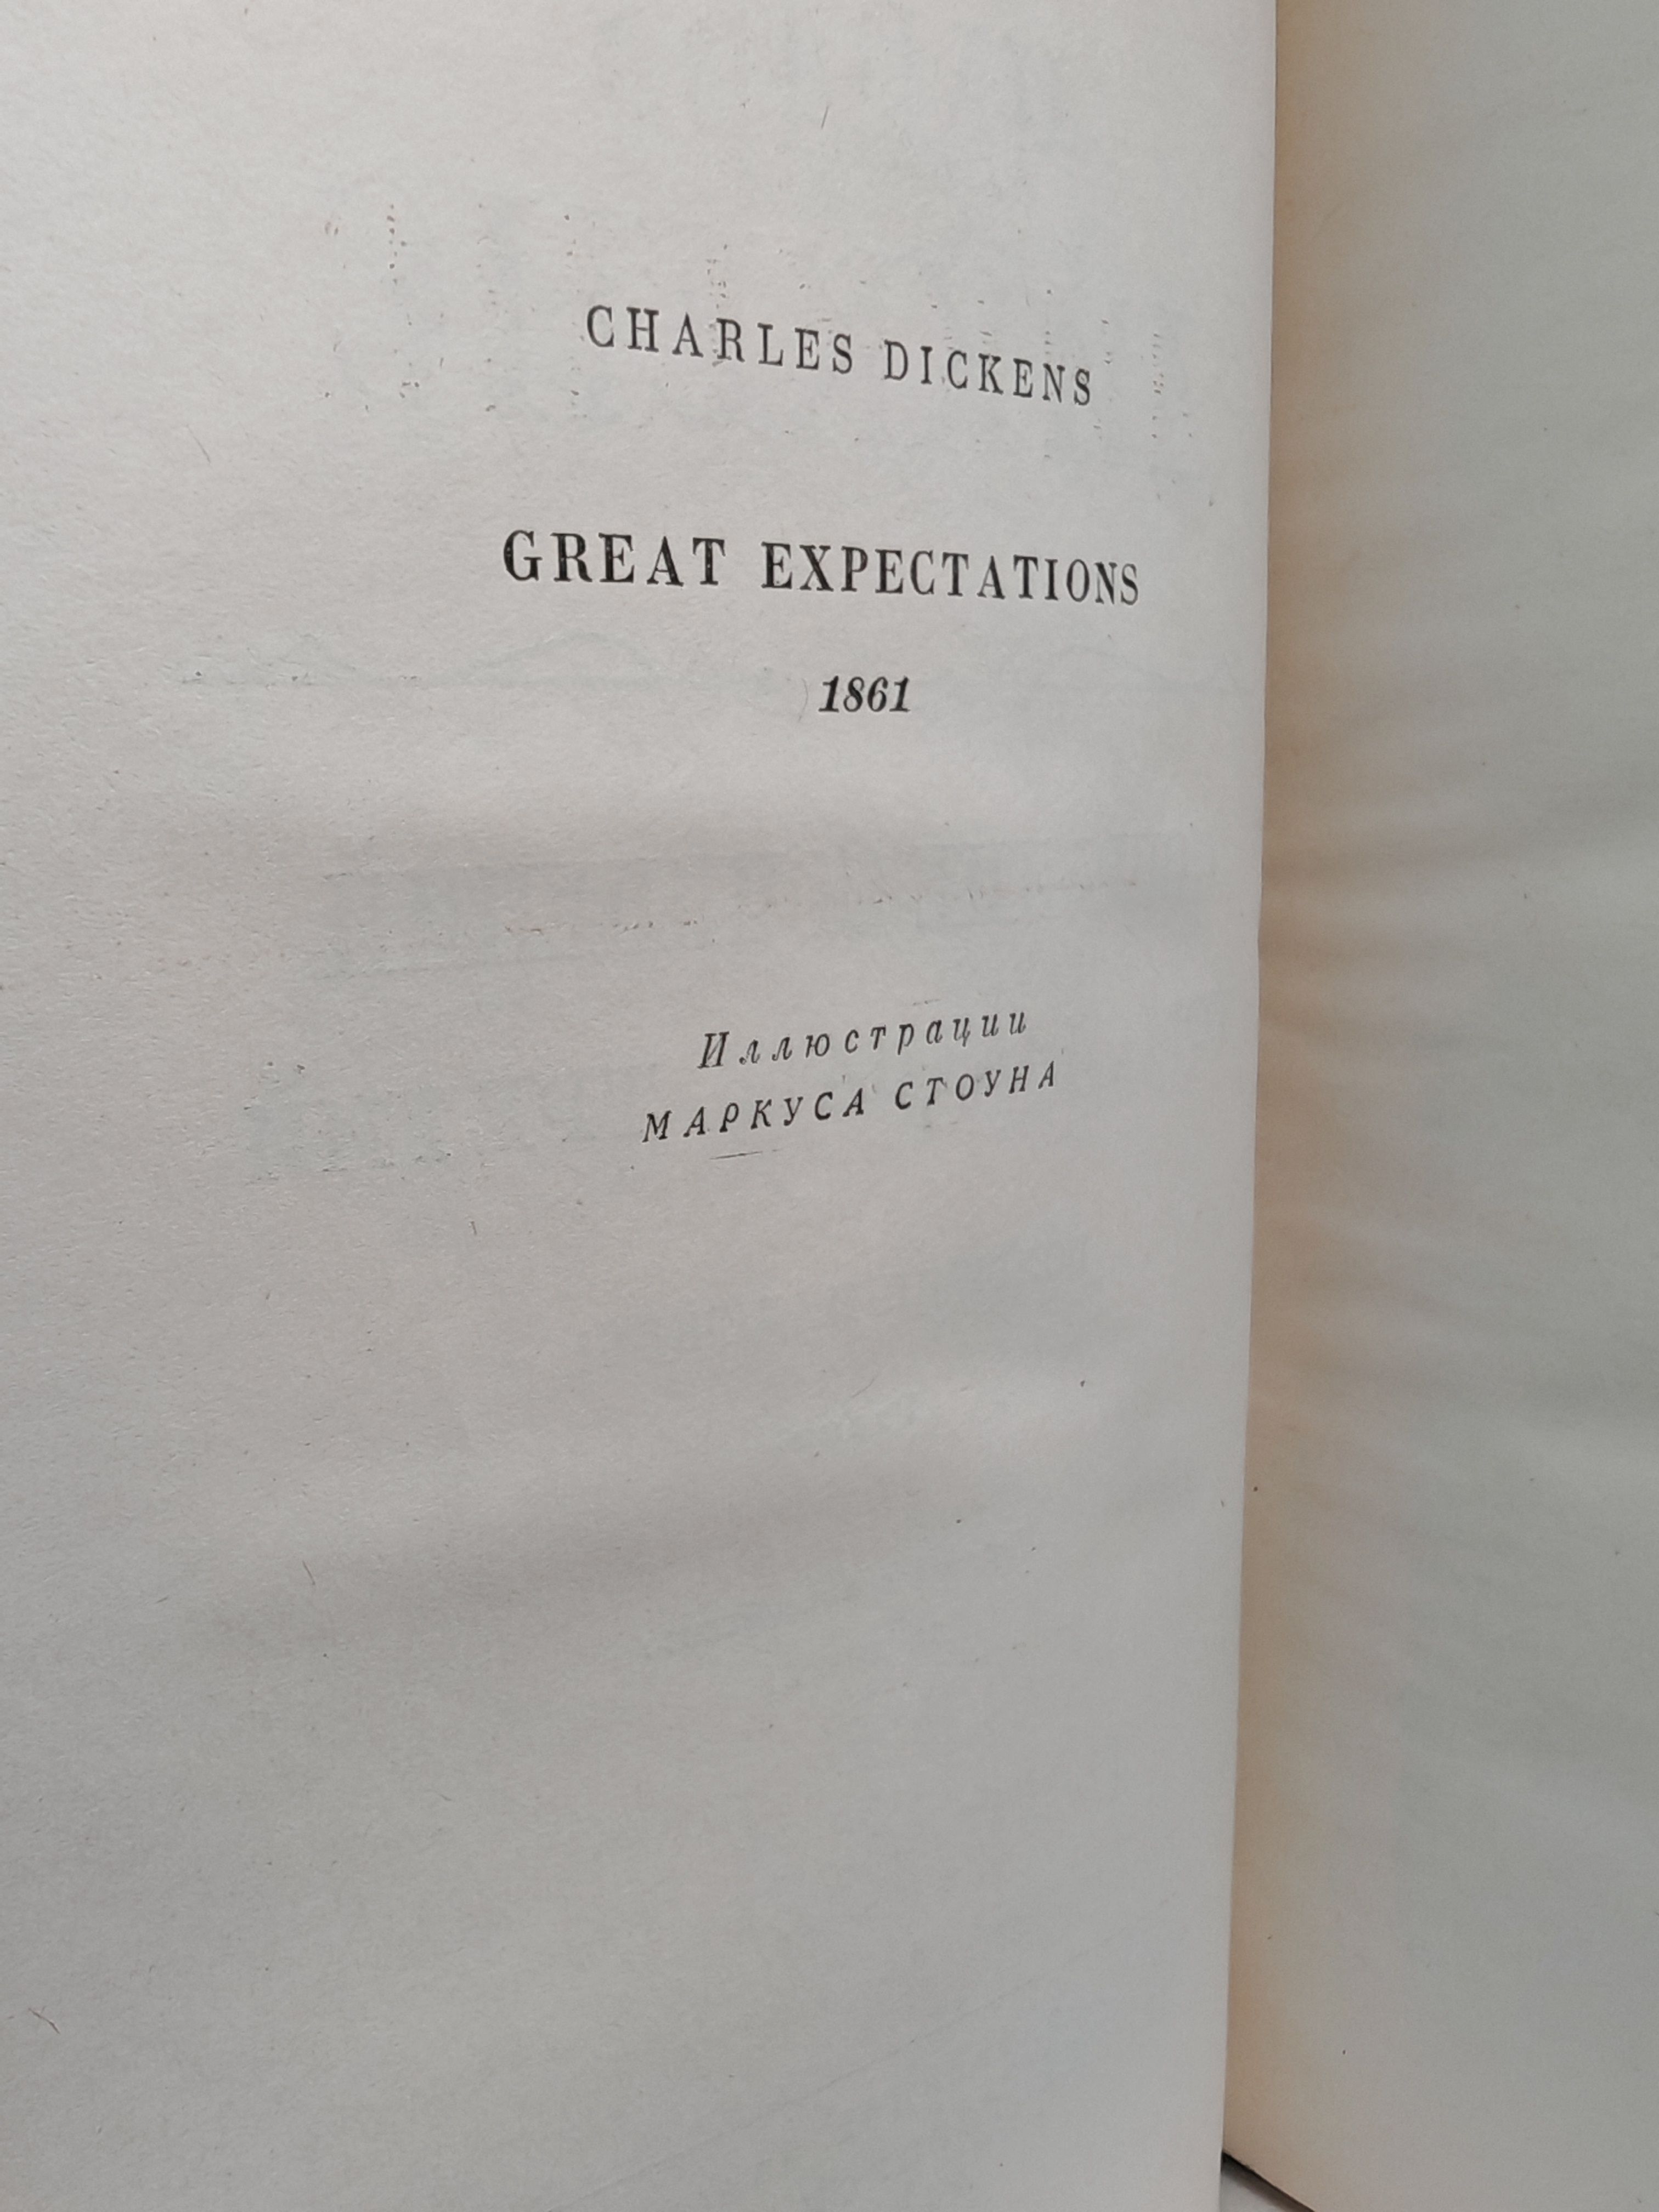 CHARLES DICKENS
GREAT EXPECTATIONS
1861
Иллюстрации
МАРКУСА СТОУНА